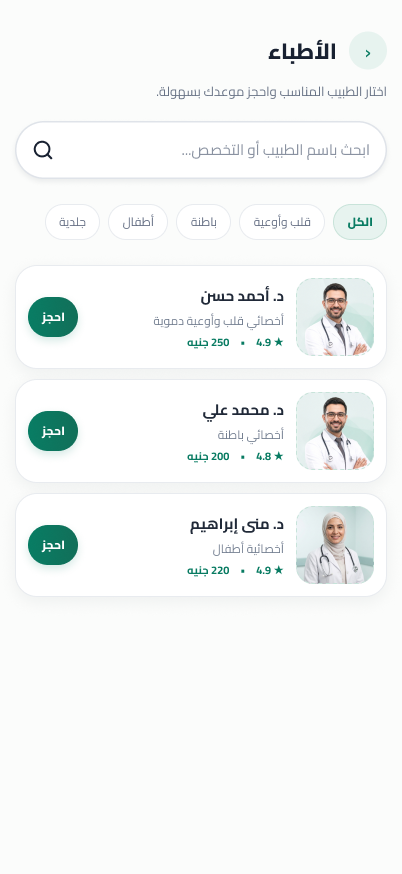 الأطباء
اختار الطبيب المناسب واحجز موعدك بسهولة.
ابحث باسم الطبيب أو التخصص...
الكل
قلب وأوعية
باطنة
أطفال
جلدية
د. أحمد حسن
أخصائي قلب وأوعية دموية
★ 4.9 • 250 جنيه
احجز
د. محمد علي
أخصائي باطنة
★ 4.8 • 200 جنيه
احجز
د. منى إبراهيم
أخصائية أطفال
★ 4.9 • 220 جنيه
احجز